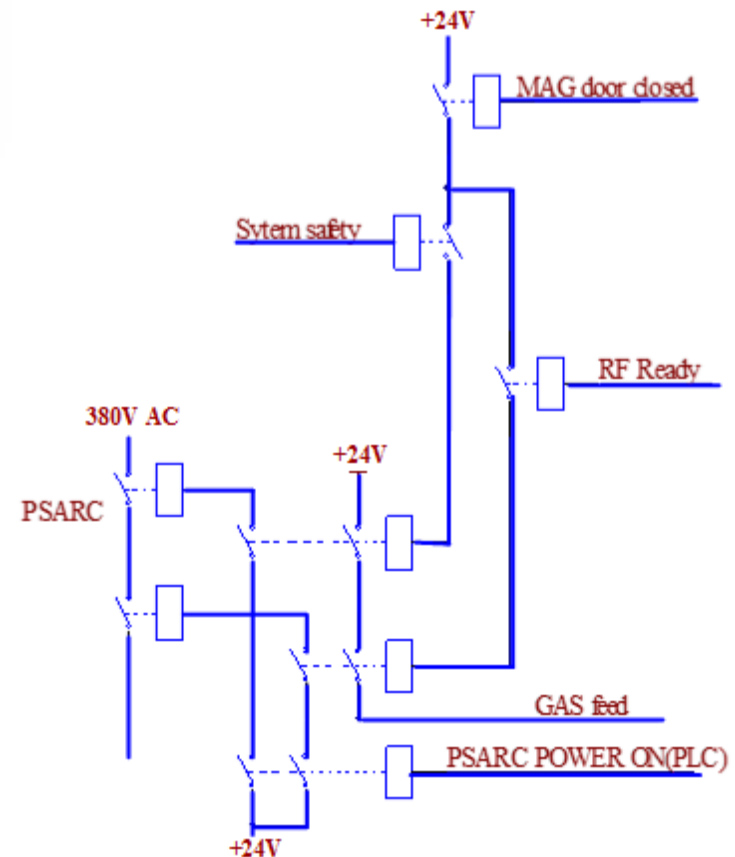 +24V
MAG door closed
Sytem safety
RF Ready
380V AC
+24V
PSARC
GAS feed
PSARC POWER ON(PLC)
+24V